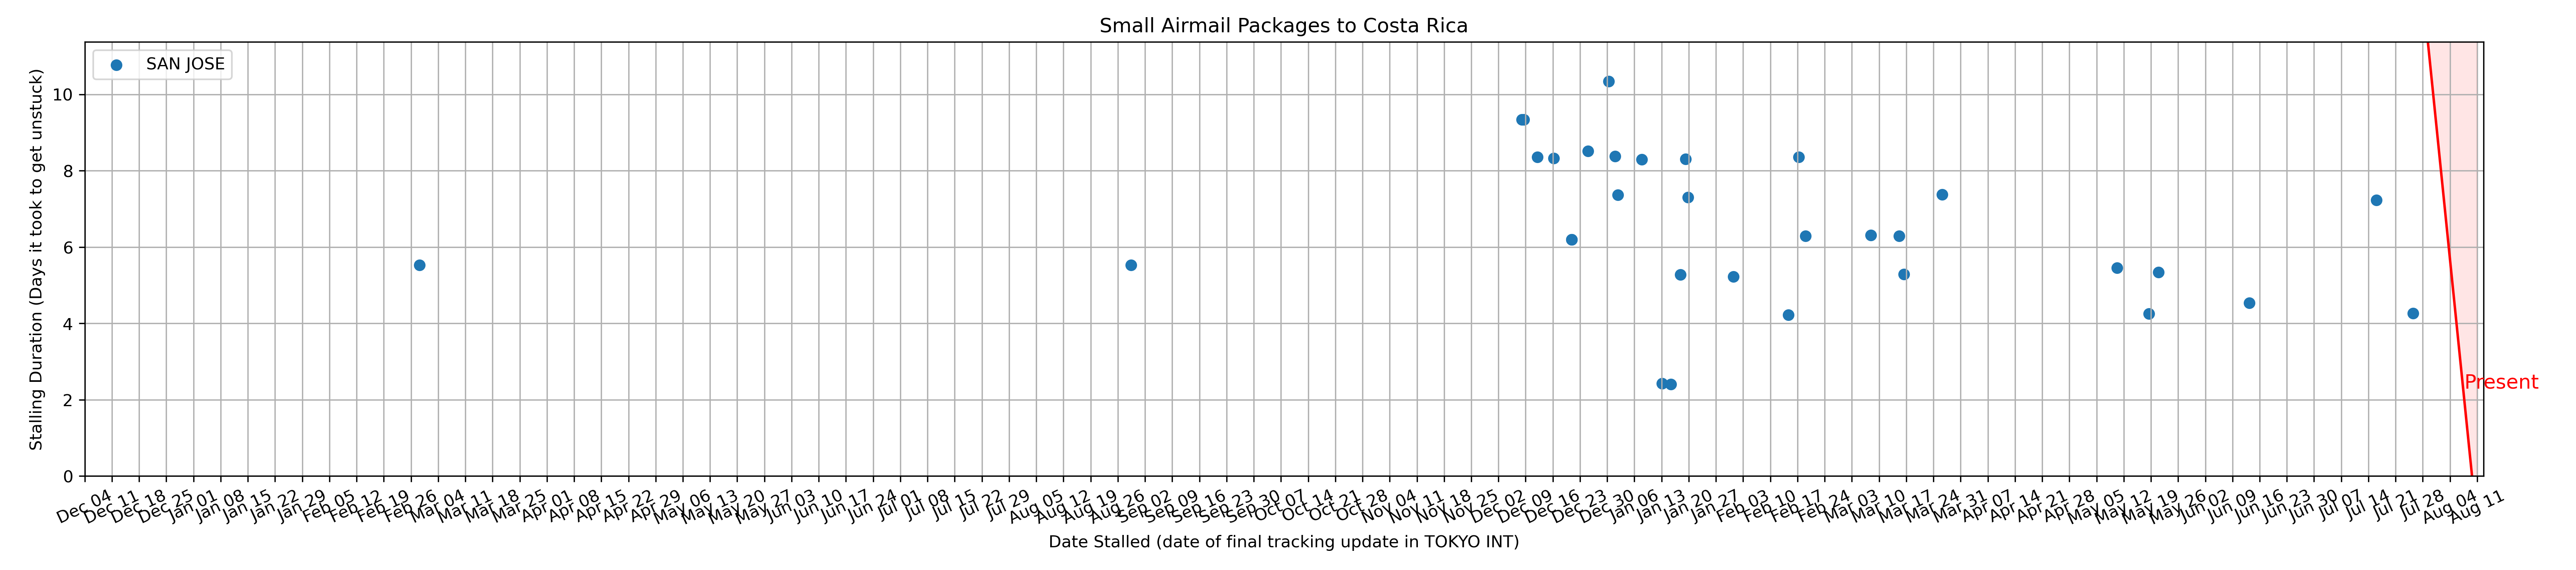 Small Airmail Packages to Costa Rica
SAN JOSE
Stalling Duration (Days it took to get unstuck)
10
8
6
4
2
0
Present
Dec 04
Dec 11
Dec 18
Dec 25
Jan 01
Jan 08
Jan 15
Jan 22
Jan 29
Feb 05
Feb 12
Feb 19
Feb 26
Mar 04
Mar 11
Mar 18
Mar 25
Apr 01
Apr 08
Apr 15
Apr 22
Apr 29
May 06
May 13
May 20
May 27
Jun 03
Jun 10
Jun 17
Jun 24
Jul 01
Jul 08
Jul 15
Jul 22
Jul 29
Aug 05
Aug 12
Aug 19
Aug 26
Sep 02
Sep 09
Sep 16
Sep 23
Sep 30
Oct 07
Oct 14
Oct 21
Oct 28
Nov 04
Nov 11
Nov 18
Nov 25
Dec 02
Dec 09
Dec 16
Dec 23
Dec 30
Jan 06
Jan 13
Jan 20
Jan 27
Feb 03
Feb 10
Feb 17
Feb 24
Mar 03
Mar 10
Mar 17
Mar 24
Mar 31
Apr 07
Apr 14
Apr 21
Apr 28
May 05
May 12
May 19
May 26
Jun 02
Jun 09
Jun 16
Jun 23
Jun 30
Jul 07
Jul 14
Jul 21
Jul 28
Aug 04
Aug 11
Date Stalled (date of final tracking update in TOKYO INT)